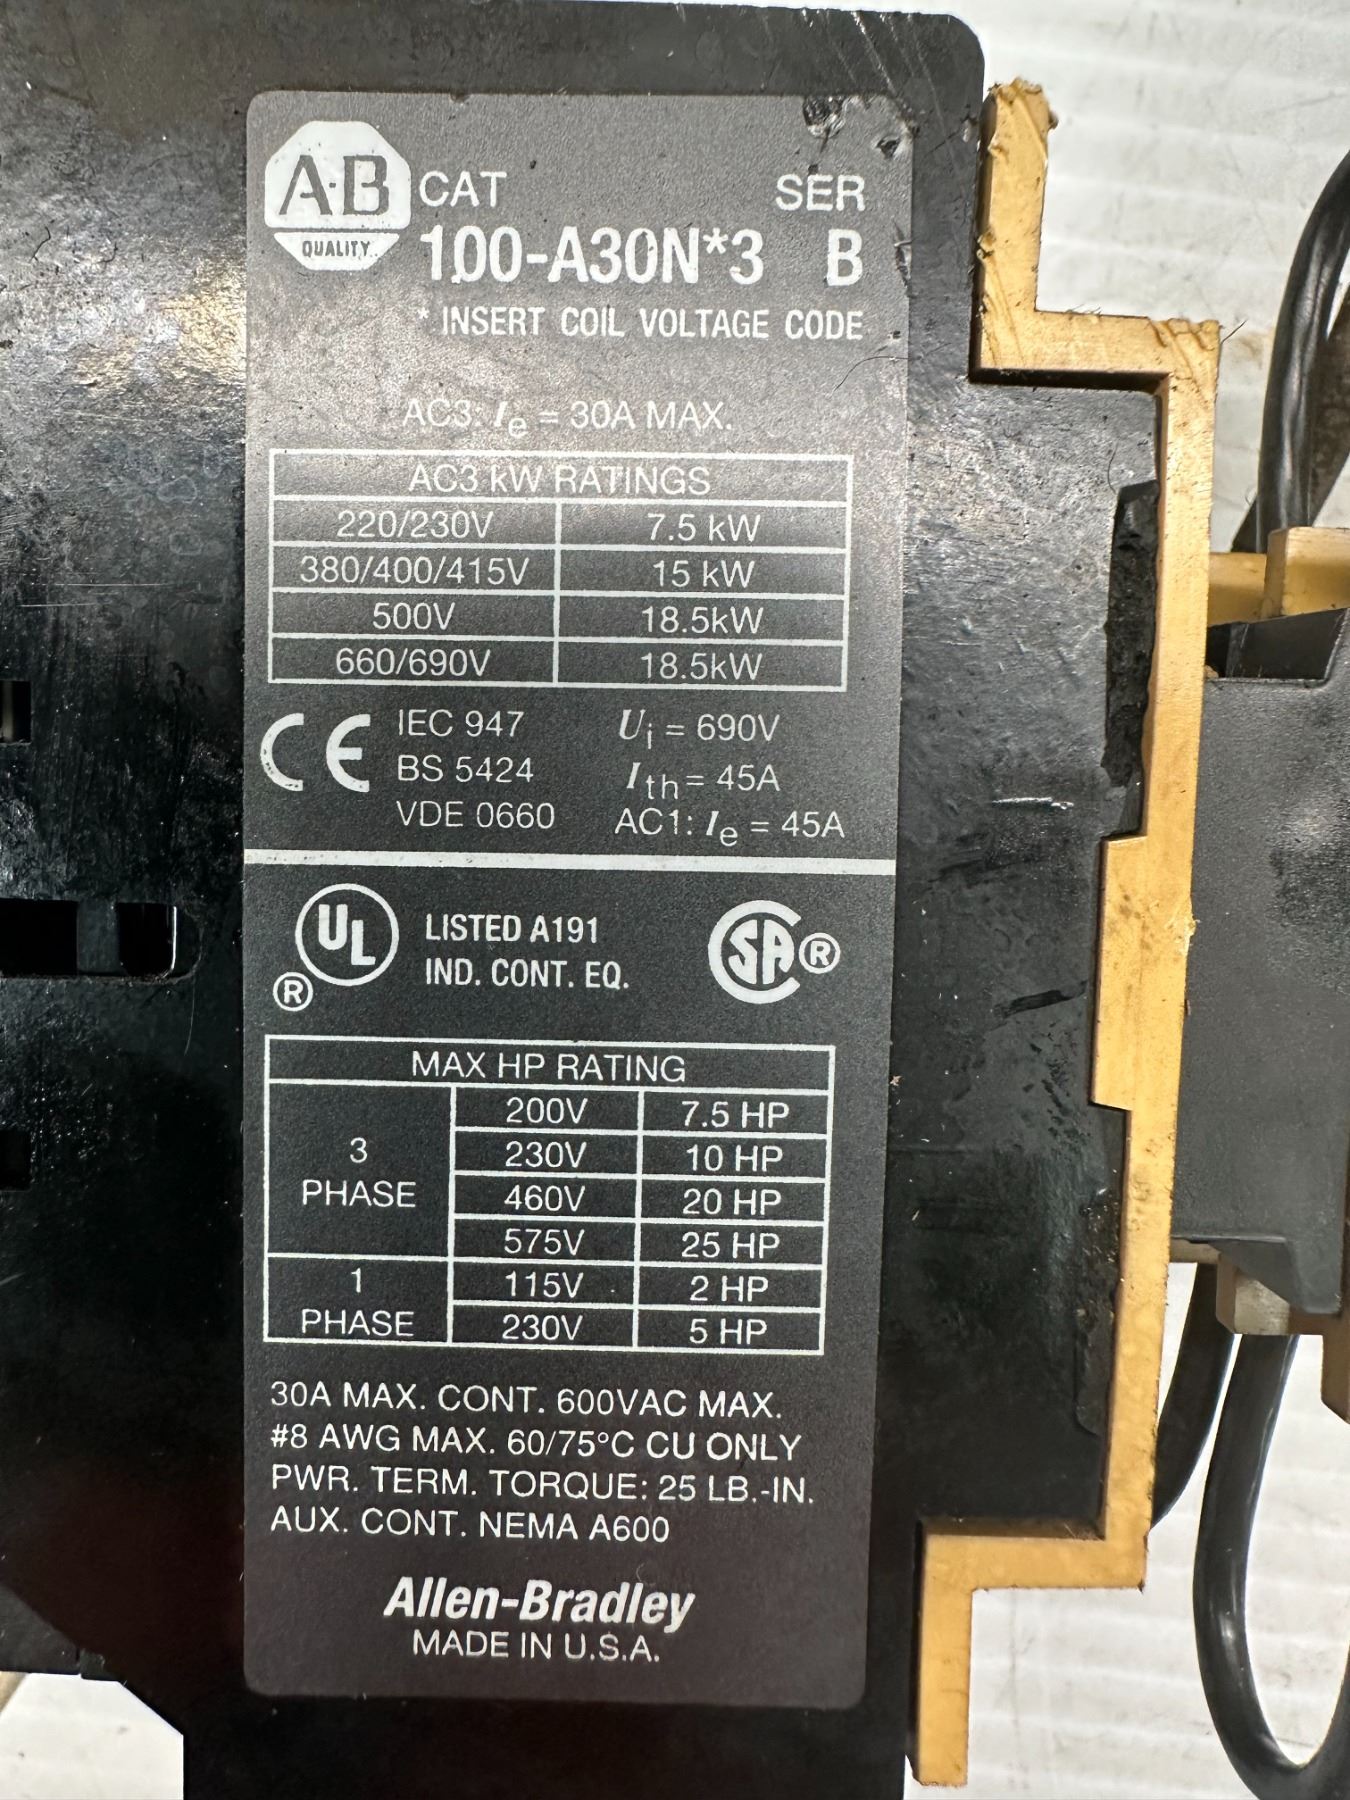 A·B
QUALITY
CAT SER
100-A30N*3 B
* INSERT COIL VOLTAGE CODE
AC3: Ie = 30A MAX.
AC3 kW RATINGS
220/230V 7.5 kW
380/400/415V 15 kW
500V 18.5kW
660/690V 18.5kW
CE
IEC 947 Ui = 690V
BS 5424 Ith = 45A
VDE 0660 AC1: Ie = 45A
UL ®
LISTED A191
IND. CONT. EQ.
SA ®
MAX HP RATING
3 PHASE
200V 7.5 HP
230V 10 HP
460V 20 HP
575V 25 HP
1 PHASE
115V 2 HP
230V 5 HP
30A MAX. CONT. 600VAC MAX.
#8 AWG MAX. 60/75°C CU ONLY
PWR. TERM. TORQUE: 25 LB.-IN.
AUX. CONT. NEMA A600
Allen-Bradley
MADE IN U.S.A.